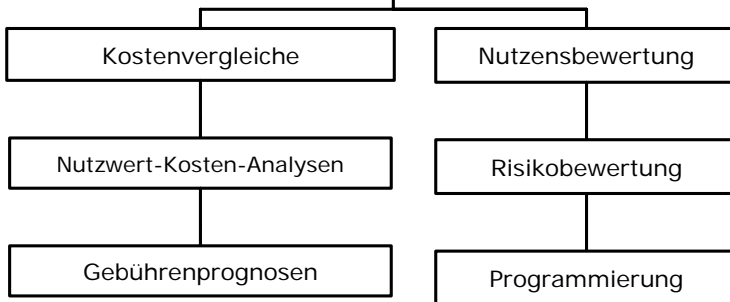 Kostenvergleiche
Nutzensbewertung
Nutzwert-Kosten-Analysen
Risikobewertung
Gebührenprognosen
Programmierung